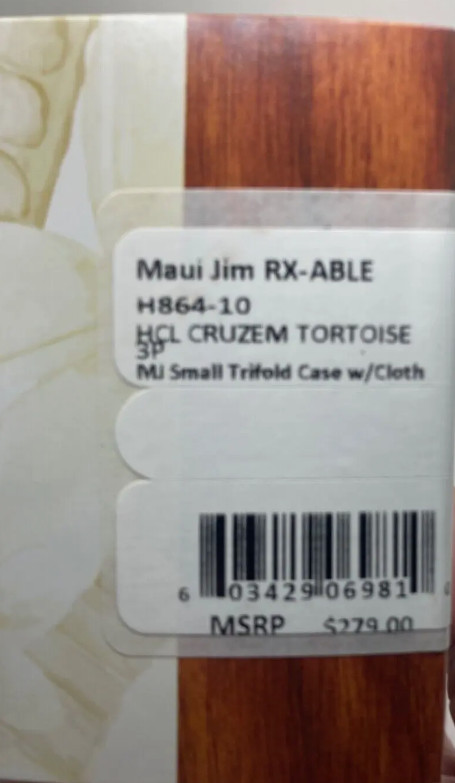 Maui Jim RX-ABLE
H864-10
HCL CRUZEM TORTOISE
3P
MJ Small Trifold Case w/Cloth
6 03429 06981 0
MSRP $279.00